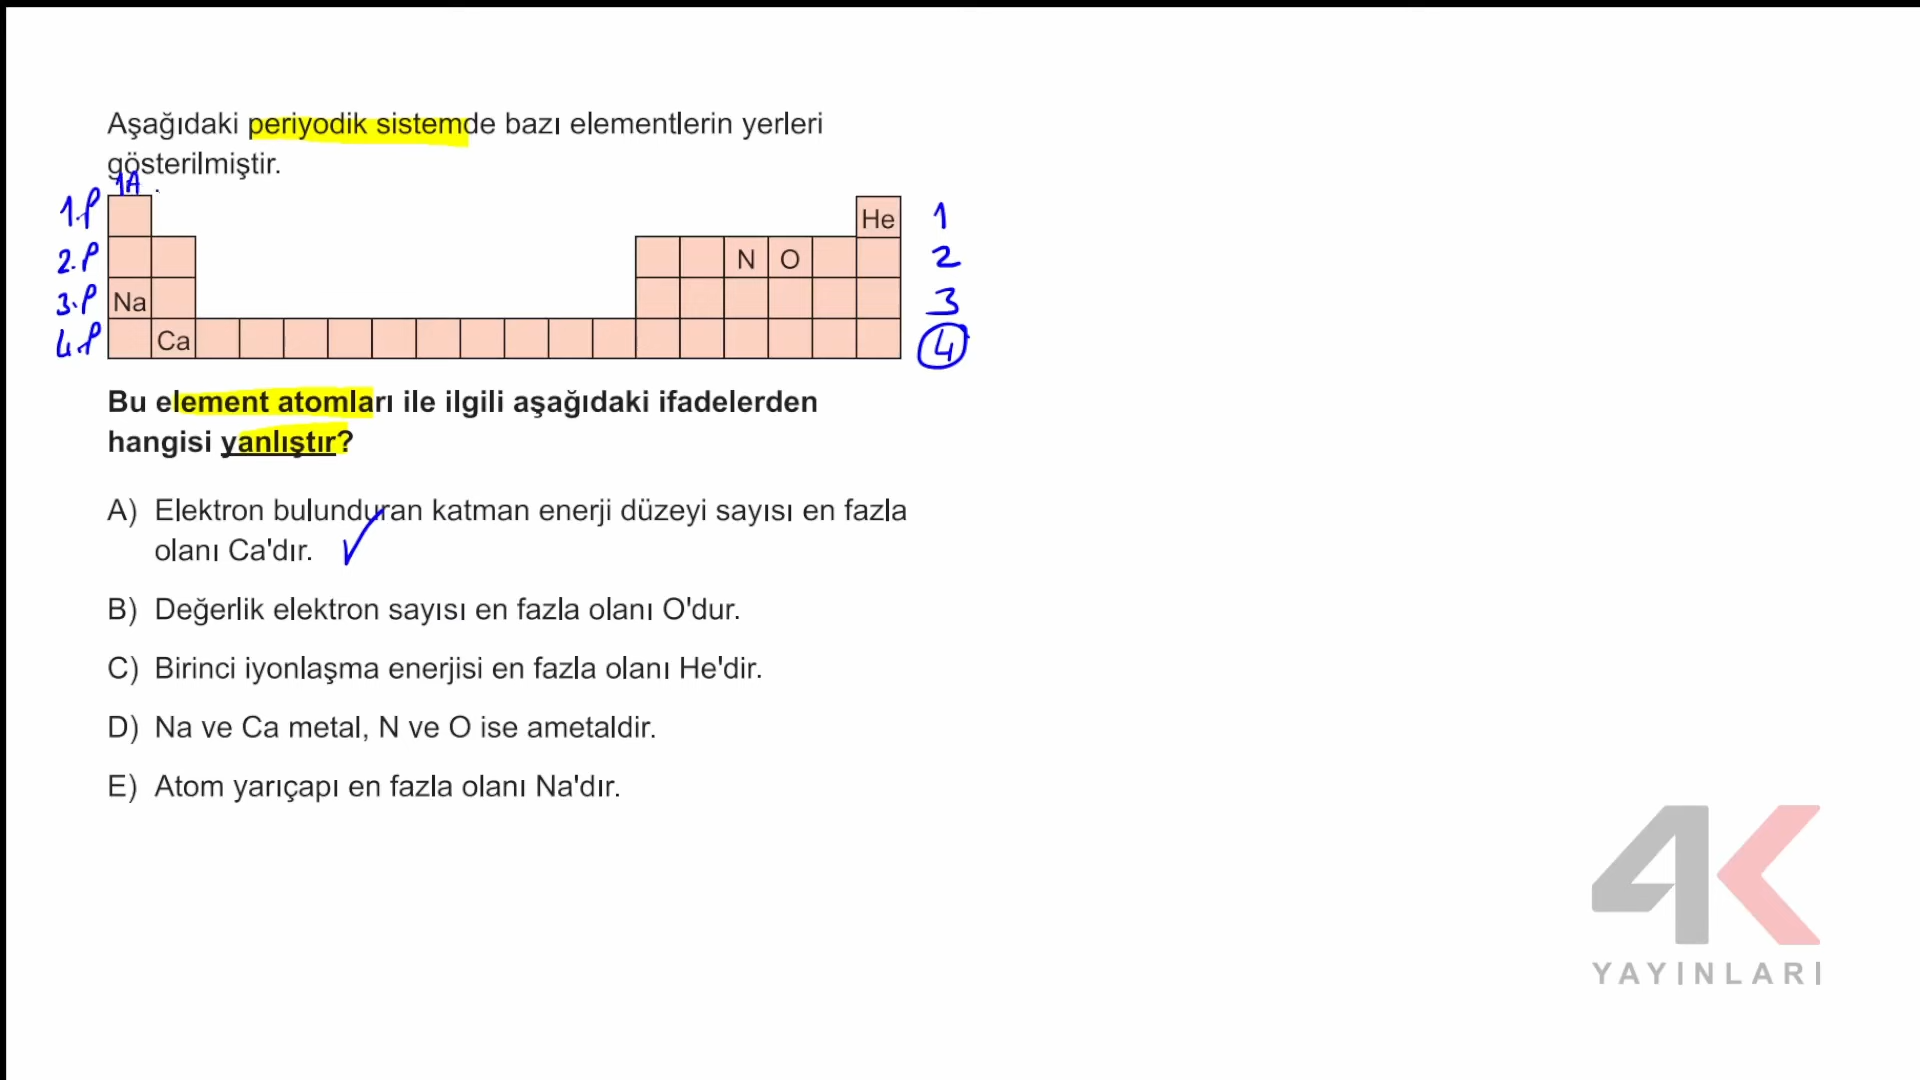 Aşağıdaki periyodik sistemde bazı elementlerin yerleri
gösterilmiştir.
1A
1.P He 1
2.P N O 2
3.P Na 3
4.P Ca 4
Bu element atomları ile ilgili aşağıdaki ifadelerden
hangisi yanlıştır?
A) Elektron bulunduran katman enerji düzeyi sayısı en fazla
olanı Ca'dır.
B) Değerlik elektron sayısı en fazla olanı O'dur.
C) Birinci iyonlaşma enerjisi en fazla olanı He'dir.
D) Na ve Ca metal, N ve O ise ametaldir.
E) Atom yarıçapı en fazla olanı Na'dır.
4K
YAYINLARI